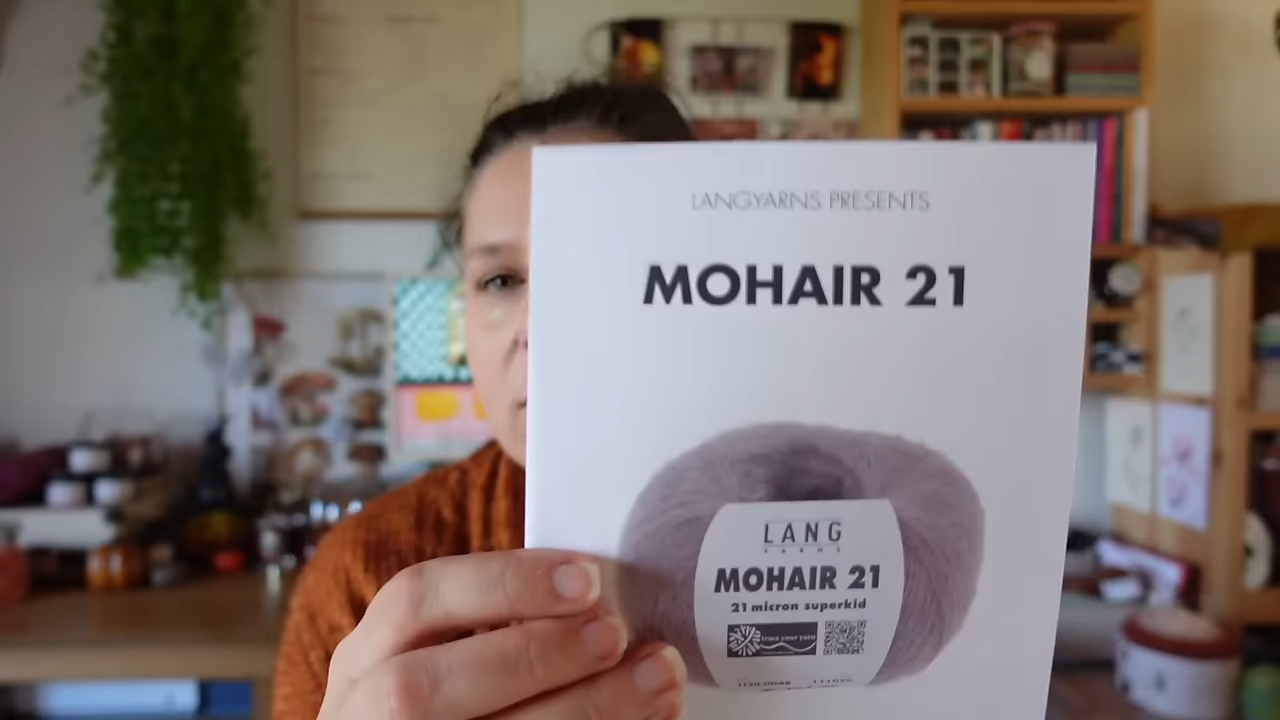 LANGYARNS PRESENTS
MOHAIR 21
LANG
YARNS
MOHAIR 21
21 micron superkid
trace your yarn